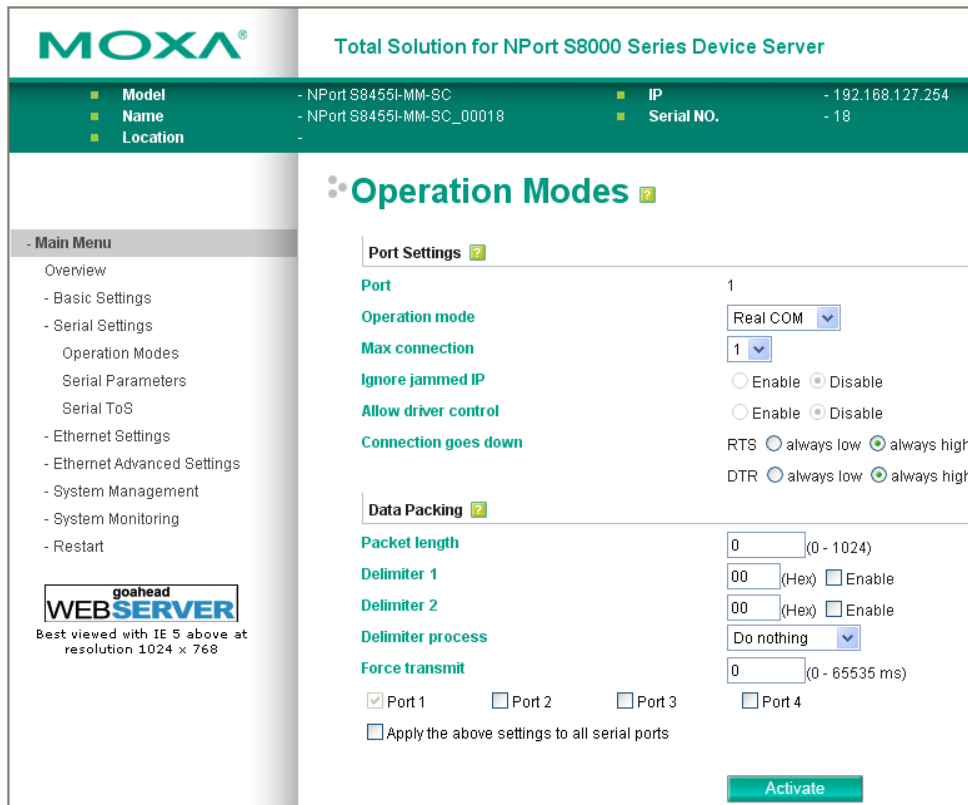 MOXA®
Total Solution for NPort S8000 Series Device Server
Model - NPort S8455I-MM-SC IP - 192.168.127.254
Name - NPort S8455I-MM-SC_00018 Serial NO. - 18
Location -
Operation Modes ?
- Main Menu
Overview
- Basic Settings
- Serial Settings
Operation Modes
Serial Parameters
Serial ToS
- Ethernet Settings
- Ethernet Advanced Settings
- System Management
- System Monitoring
- Restart
goahead
WEBSERVER
Best viewed with IE 5 above at
resolution 1024 x 768
Port Settings ?
Port 1
Operation mode Real COM
Max connection 1
Ignore jammed IP Enable Disable
Allow driver control Enable Disable
Connection goes down RTS always low always high
DTR always low always high
Data Packing ?
Packet length 0 (0 - 1024)
Delimiter 1 00 (Hex) Enable
Delimiter 2 00 (Hex) Enable
Delimiter process Do nothing
Force transmit 0 (0 - 65535 ms)
Port 1 Port 2 Port 3 Port 4
Apply the above settings to all serial ports
Activate